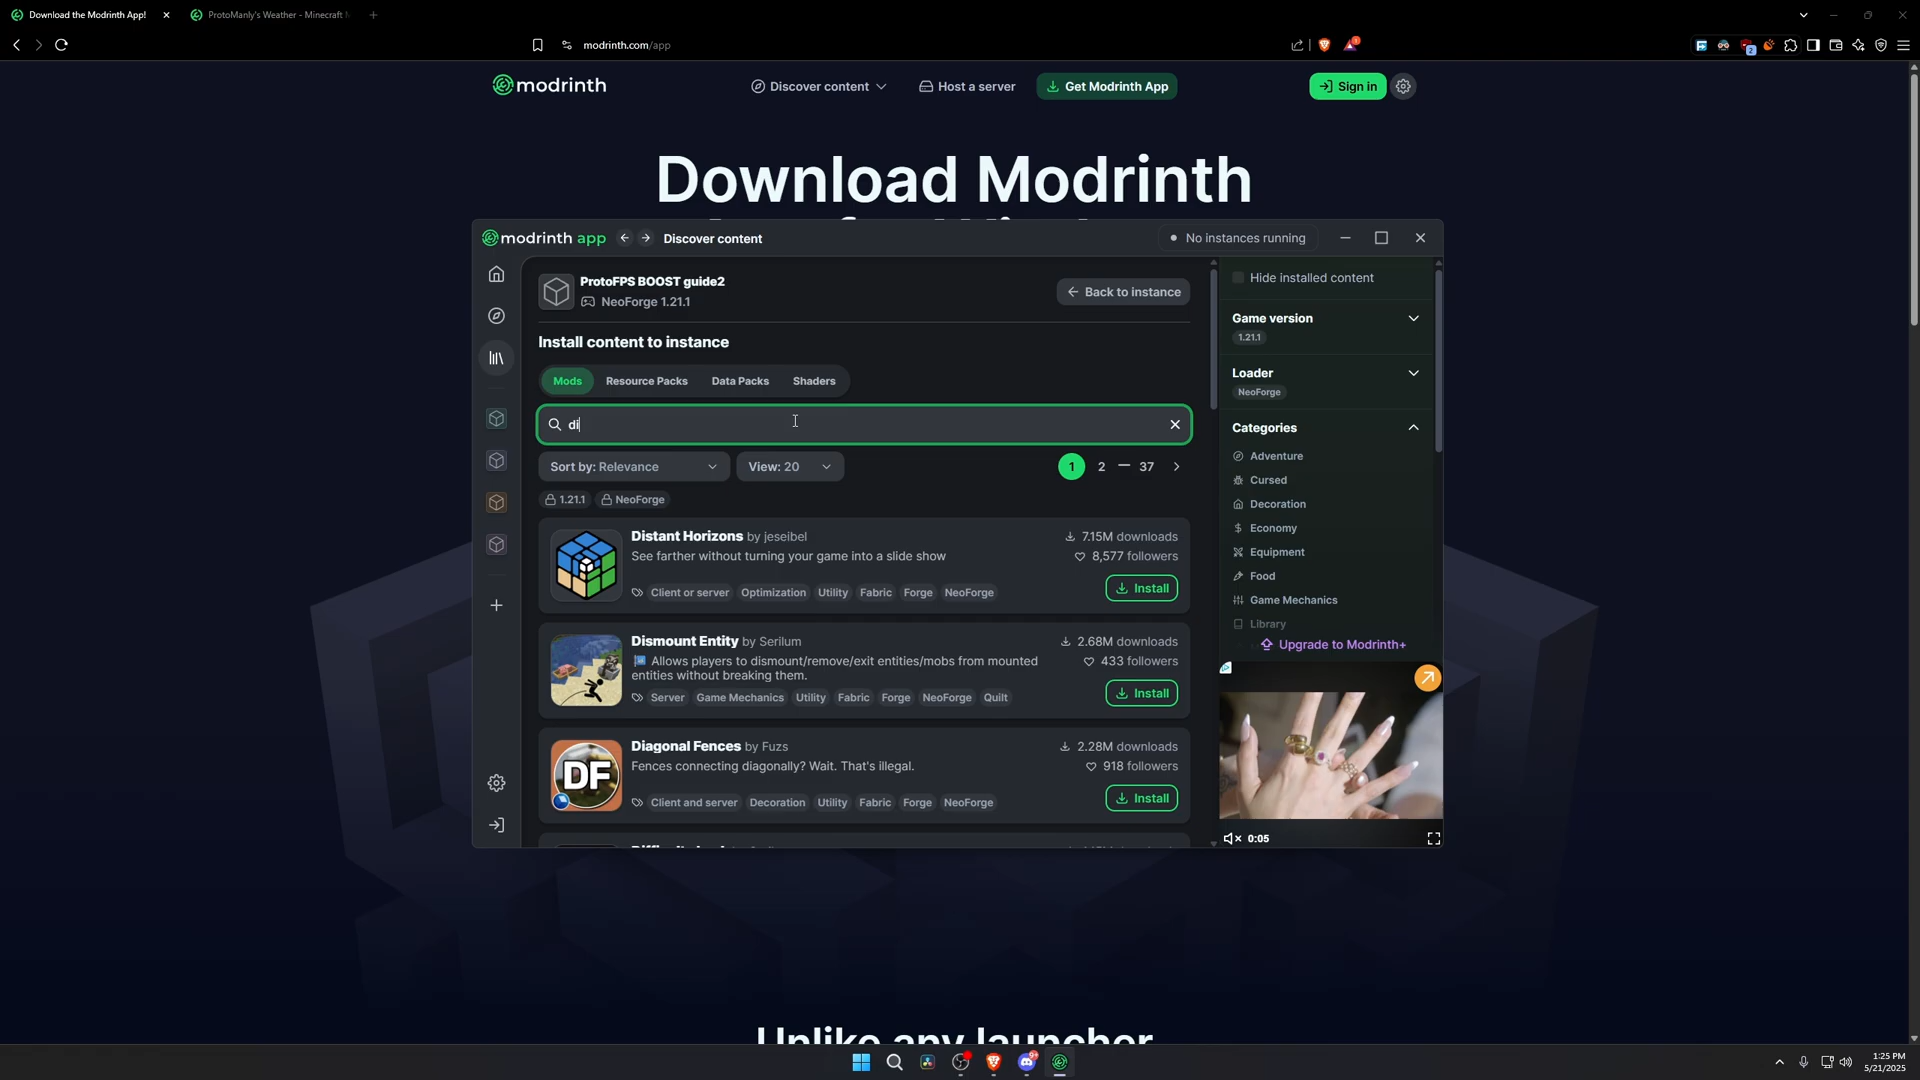 Download the Modrinth App!
ProtoManly's Weather - Minecraft
modrinth.com/app
2
1
modrinth
Discover content
Host a server
Get Modrinth App
Sign in
Download Modrinth
modrinth app
Discover content
No instances running
ProtoFPS BOOST guide2
NeoForge 1.21.1
Back to instance
Install content to instance
Mods
Resource Packs
Data Packs
Shaders
di
Sort by: Relevance
View: 20
1
2
37
1.21.1
NeoForge
Distant Horizons by jeseibel
7.15M downloads
See farther without turning your game into a slide show
8,577 followers
Client or server
Optimization
Utility
Fabric
Forge
NeoForge
Install
Dismount Entity by Serilum
2.68M downloads
Allows players to dismount/remove/exit entities/mobs from mounted
entities without breaking them.
433 followers
Server
Game Mechanics
Utility
Fabric
Forge
NeoForge
Quilt
Install
DF
Diagonal Fences by Fuzs
2.28M downloads
Fences connecting diagonally? Wait. That's illegal.
918 followers
Client and server
Decoration
Utility
Fabric
Forge
NeoForge
Install
Hide installed content
Game version
1.21.1
Loader
NeoForge
Categories
Adventure
Cursed
Decoration
Economy
Equipment
Food
Game Mechanics
Library
Upgrade to Modrinth+
0:05
Unlike any launcher
9+
1:25 PM
5/21/2025